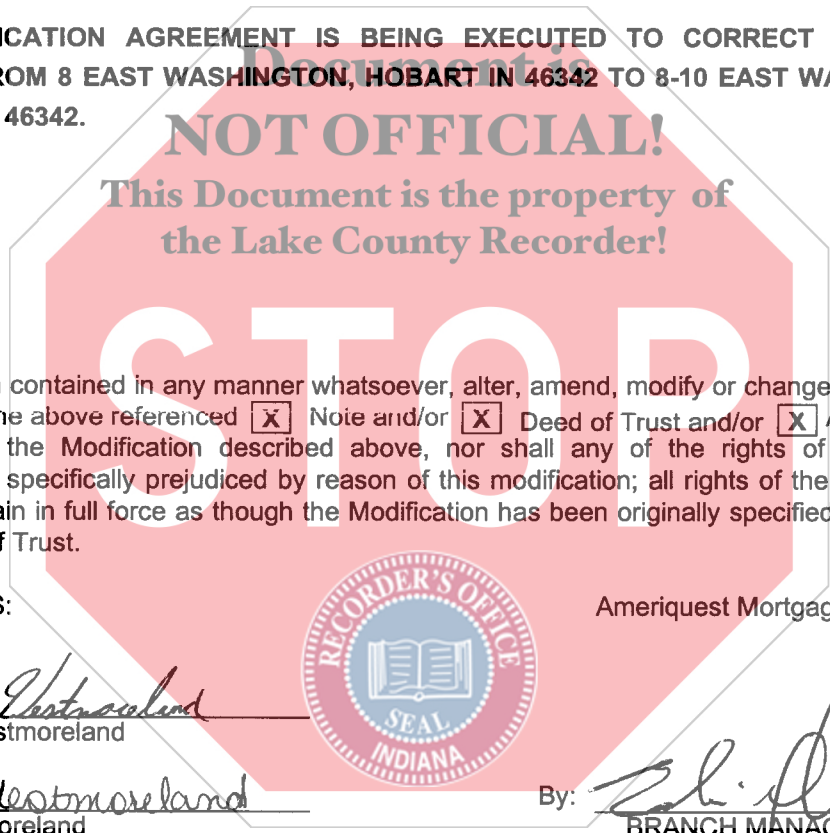 ICATION AGREEMENT IS BEING EXECUTED TO CORRECT
ROM 8 EAST WASHINGTON, HOBART IN 46342 TO 8-10 EAST WA
46342.
Document is
NOT OFFICIAL!
This Document is the property of
the Lake County Recorder!
STOP
contained in any manner whatsoever, alter, amend, modify or change
ne above referenced [X] Note and/or [X] Deed of Trust and/or [X] A
the Modification described above, nor shall any of the rights of
specifically prejudiced by reason of this modification; all rights of the
ain in full force as though the Modification has been originally specified
f Trust.
S:
Ameriquest Mortgag
Westmoreland
stmoreland
Westmoreland
By:
oreland
BRANCH MANAG
RECORDER'S OFFICE
SEAL
INDIANA